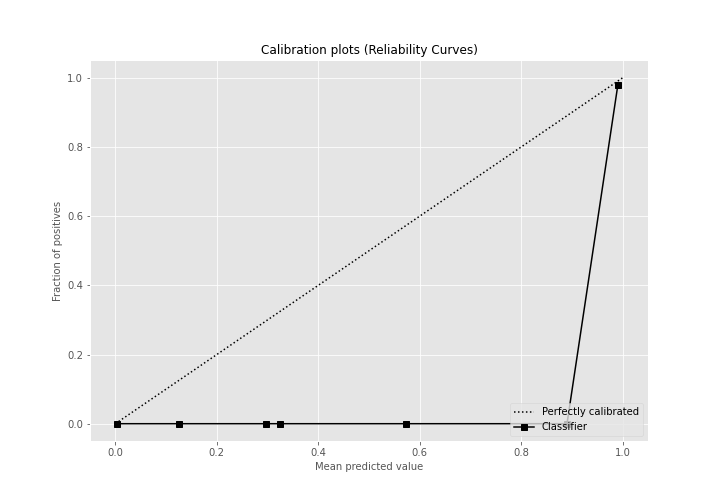 Calibration plots (Reliability Curves)
1.0
0.8
0.6
0.4
0.2
0.0
Fraction of positives
Perfectly calibrated
Classifier
0.0 0.2 0.4 0.6 0.8 1.0
Mean predicted value